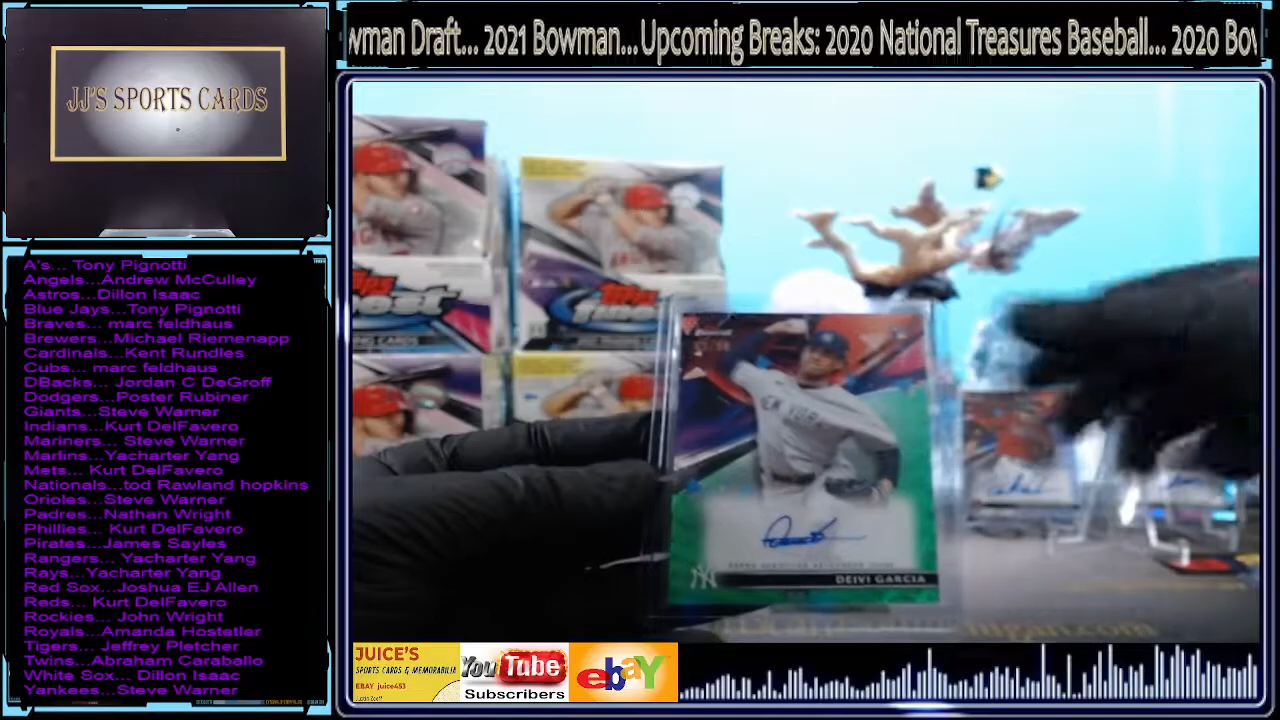 JJ'S SPORTS CARDS
wman Draft... 2021 Bowman...Upcoming Breaks: 2020 National Treasures Baseball... 2020 Bow
A's... Tony Pignotti
Angels...Andrew McCulley
Astros...Dillon Isaac
Blue Jays...Tony Pignotti
Braves... marc feldhaus
Brewers...Michael Riemenapp
Cardinals...Kent Rundles
Cubs... marc feldhaus
DBacks... Jordan C DeGroff
Dodgers...Poster Rubiner
Giants...Steve Warner
Indians...Kurt DelFavero
Mariners... Steve Warner
Marlins...Yacharter Yang
Mets... Kurt DelFavero
Nationals...tod Rawland hopkins
Orioles...Steve Warner
Padres...Nathan Wright
Phillies... Kurt DelFavero
Pirates...James Sayles
Rangers... Yacharter Yang
Rays...Yacharter Yang
Red Sox...Joshua EJ Allen
Reds... Kurt DelFavero
Rockies... John Wright
Royals...Amanda Hostetler
Tigers... Jeffrey Pletcher
Twins...Abraham Caraballo
White Sox... Dillon Isaac
Yankees...Steve Warner
Topps
finest
NEW YORK
NY
DEIVI GARCIA
JUICE'S
SPORTS CARDS & MEMORABILIA
EBAY juice453
YouTube
Subscribers
ebay